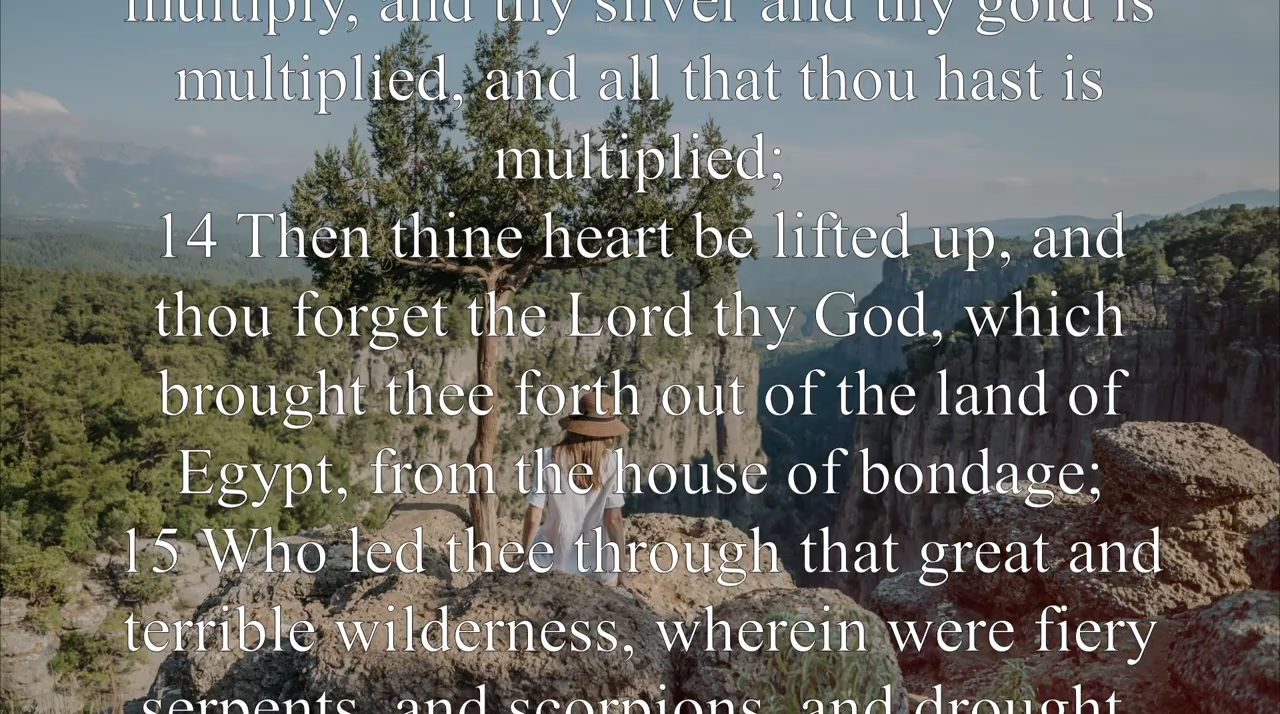 multiply, and thy silver and thy gold is
multiplied, and all that thou hast is
multiplied;
14 Then thine heart be lifted up, and
thou forget the Lord thy God, which
brought thee forth out of the land of
Egypt, from the house of bondage;
15 Who led thee through that great and
terrible wilderness, wherein were fiery
serpents, and scorpions, and drought,